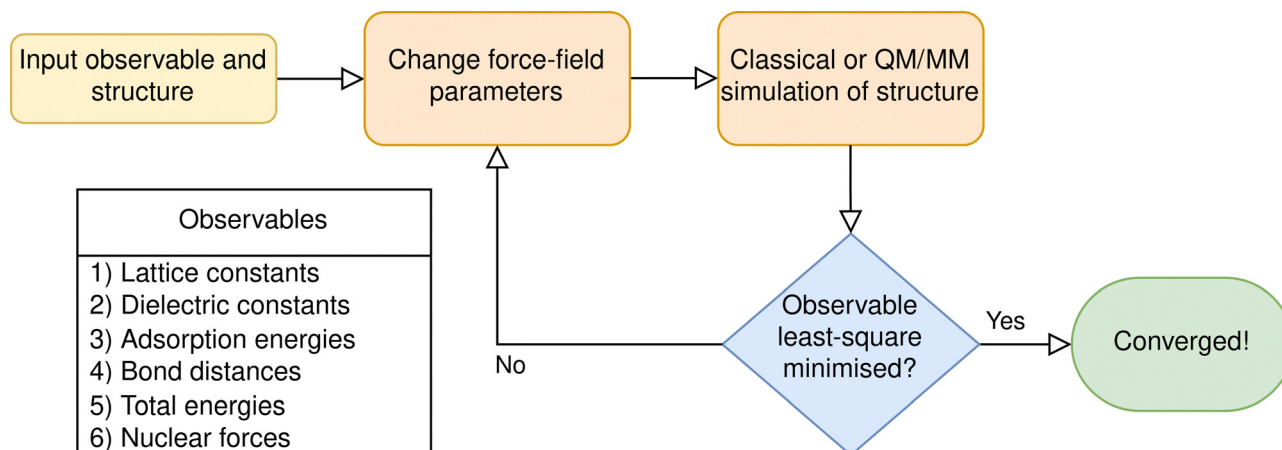 Input observable and
structure
Change force-field
parameters
Classical or QM/MM
simulation of structure
Observables
1) Lattice constants
2) Dielectric constants
3) Adsorption energies
4) Bond distances
5) Total energies
6) Nuclear forces
Observable
least-square
minimised?
No
Yes
Converged!